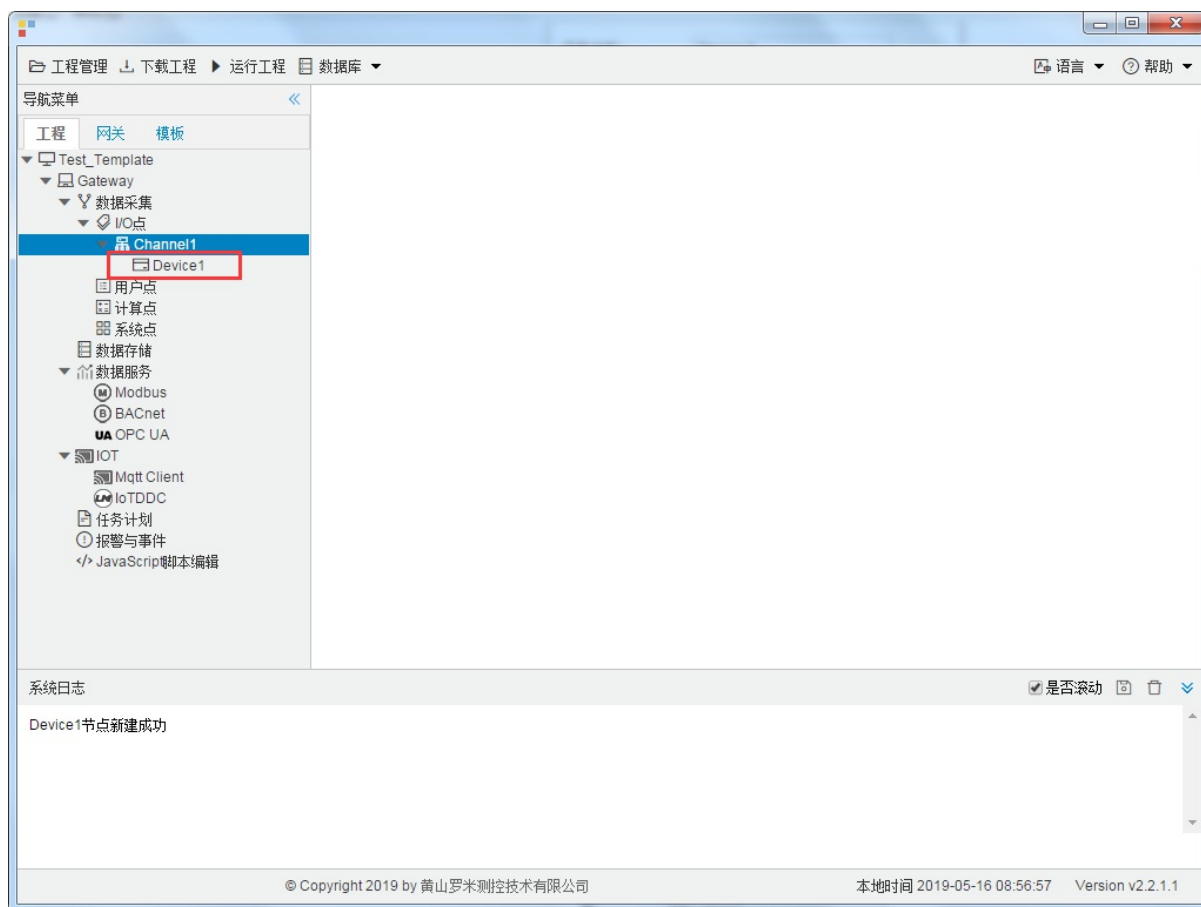 工程管理 下载工程 运行工程 数据库 语言 帮助
导航菜单
工程 网关 模板
Test_Template
Gateway
数据采集
I/O点
Channel1
Device1
用户点
计算点
系统点
数据存储
数据服务
M Modbus
B BACnet
UA OPC UA
IOT
Mqtt Client
IoTDDC
任务计划
报警与事件
</> JavaScript脚本编辑
系统日志 是否滚动
Device1节点新建成功
© Copyright 2019 by 黄山罗米测控技术有限公司 本地时间 2019-05-16 08:56:57 Version v2.2.1.1